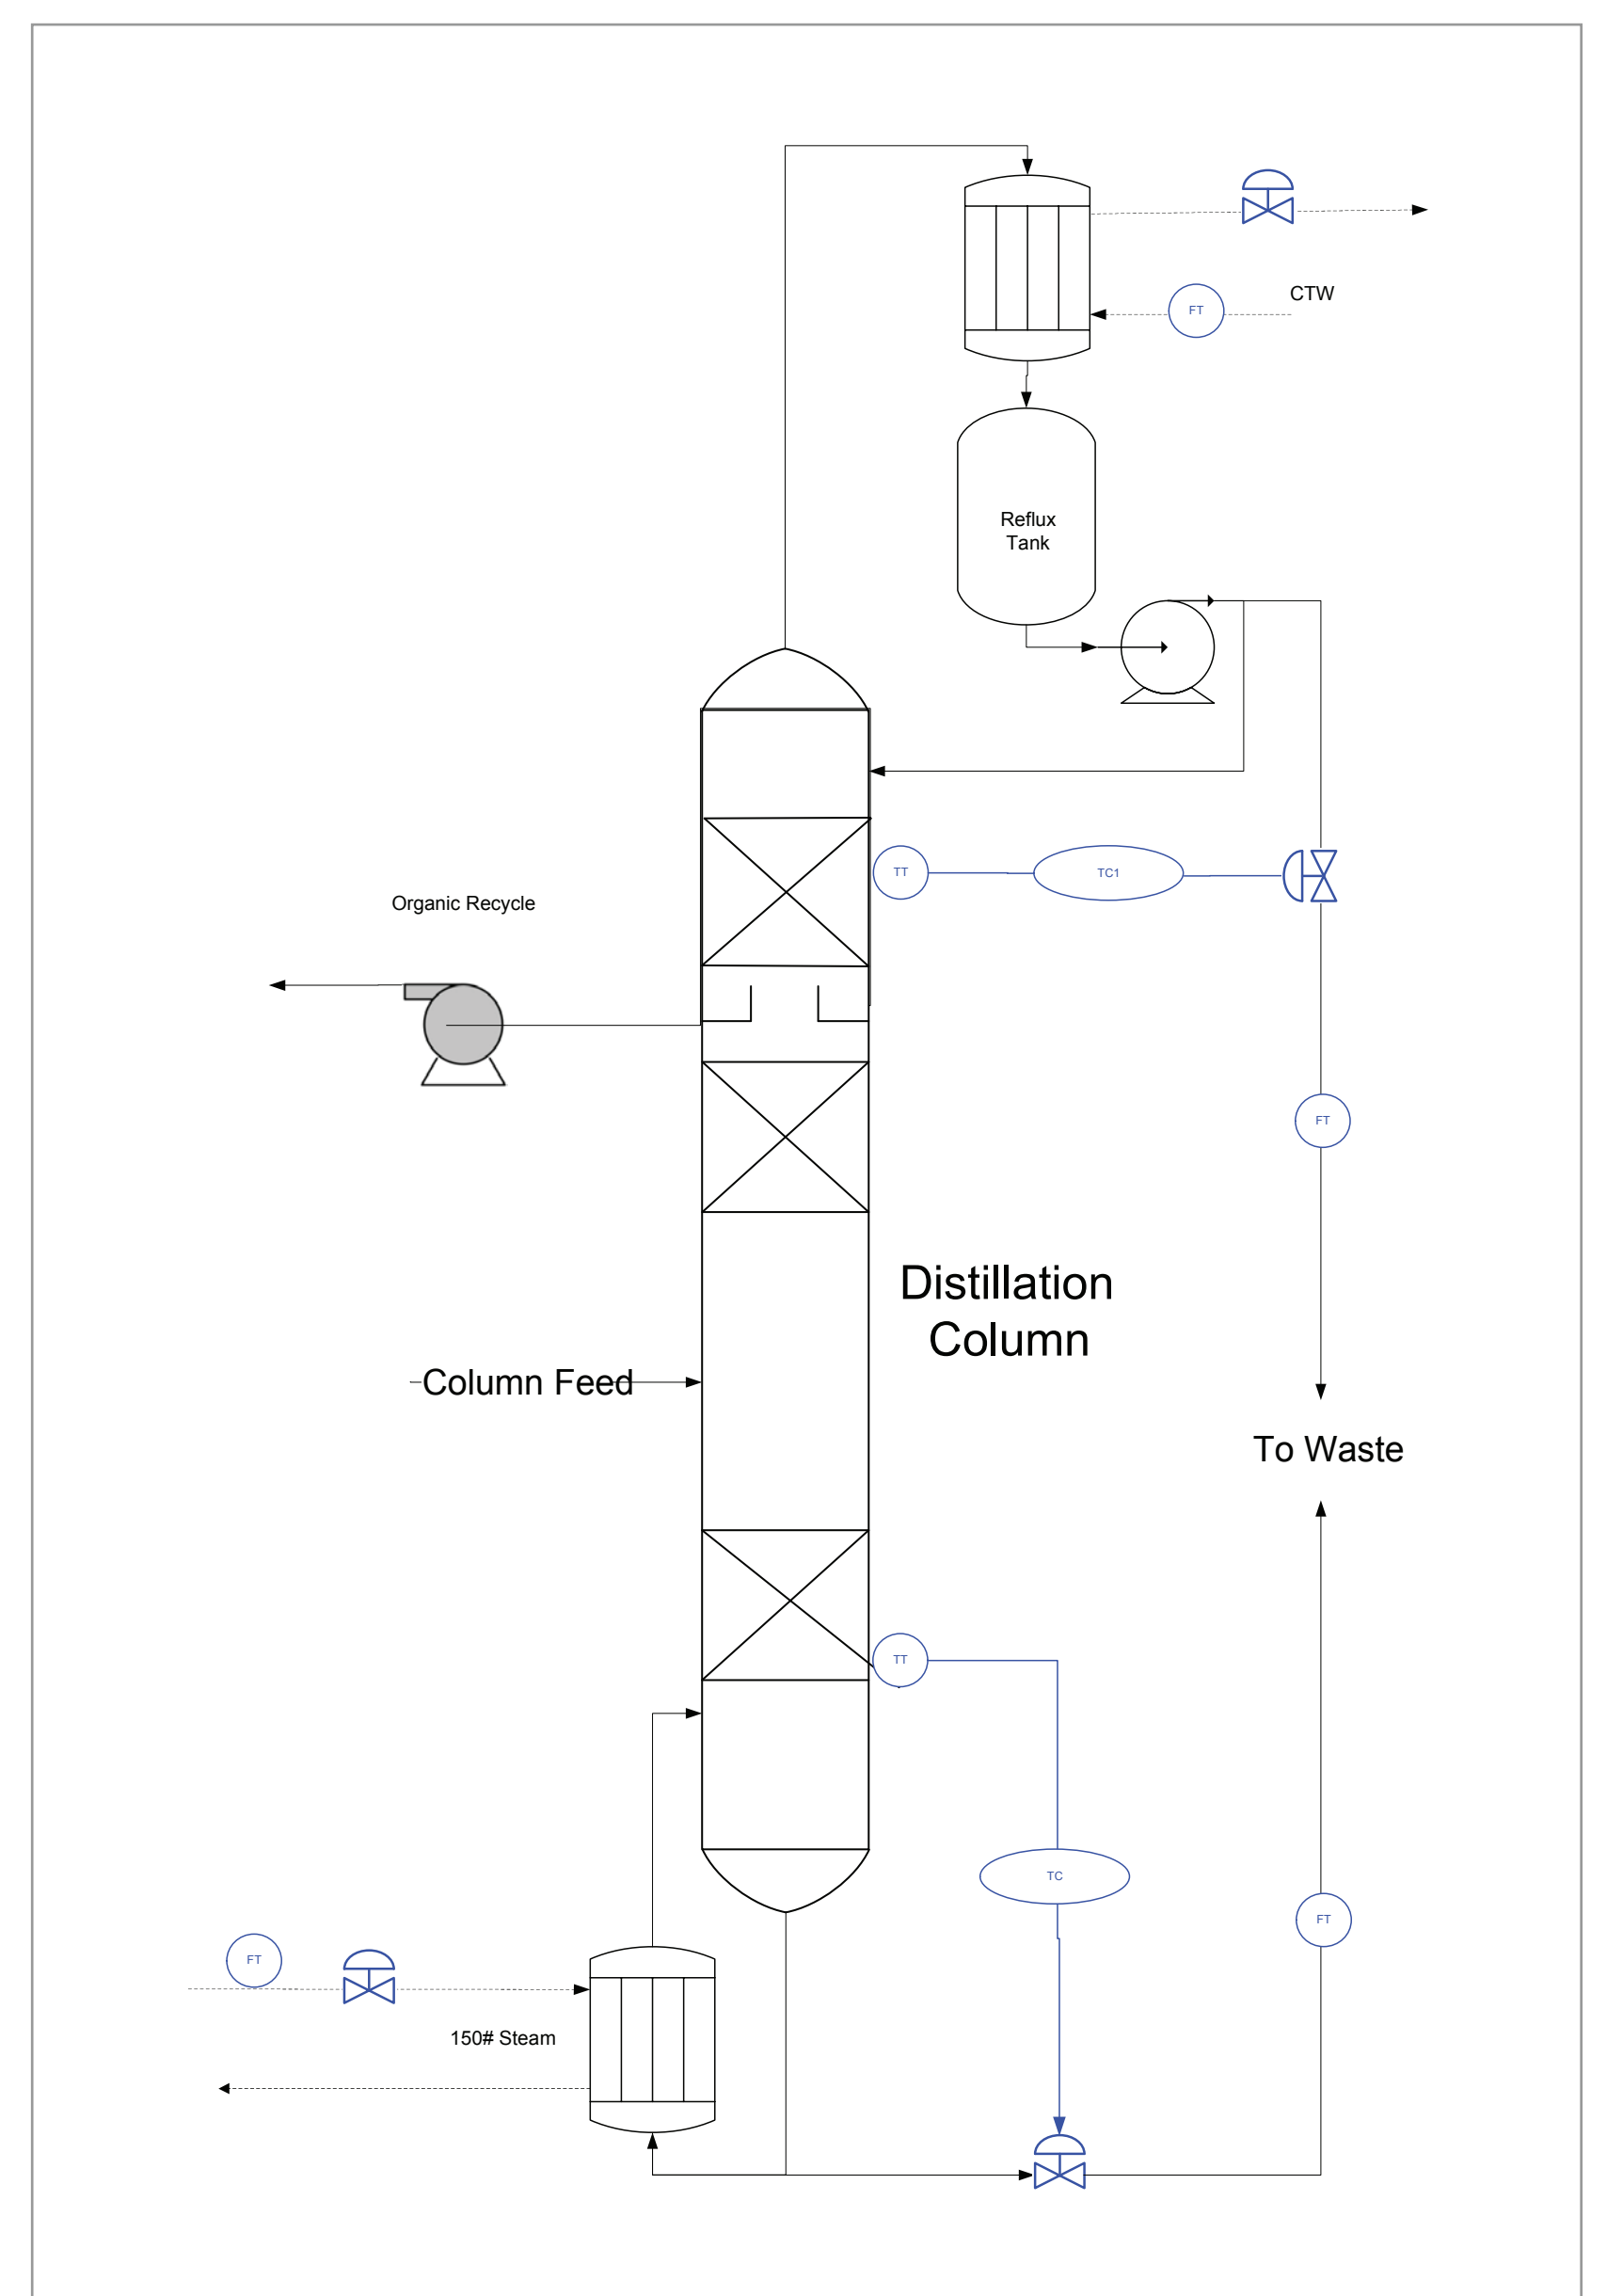 CTW
FT
Reflux
Tank
TT
TC1
Organic Recycle
FT
Distillation
Column
Column Feed
To Waste
TT
TC
FT
FT
150# Steam